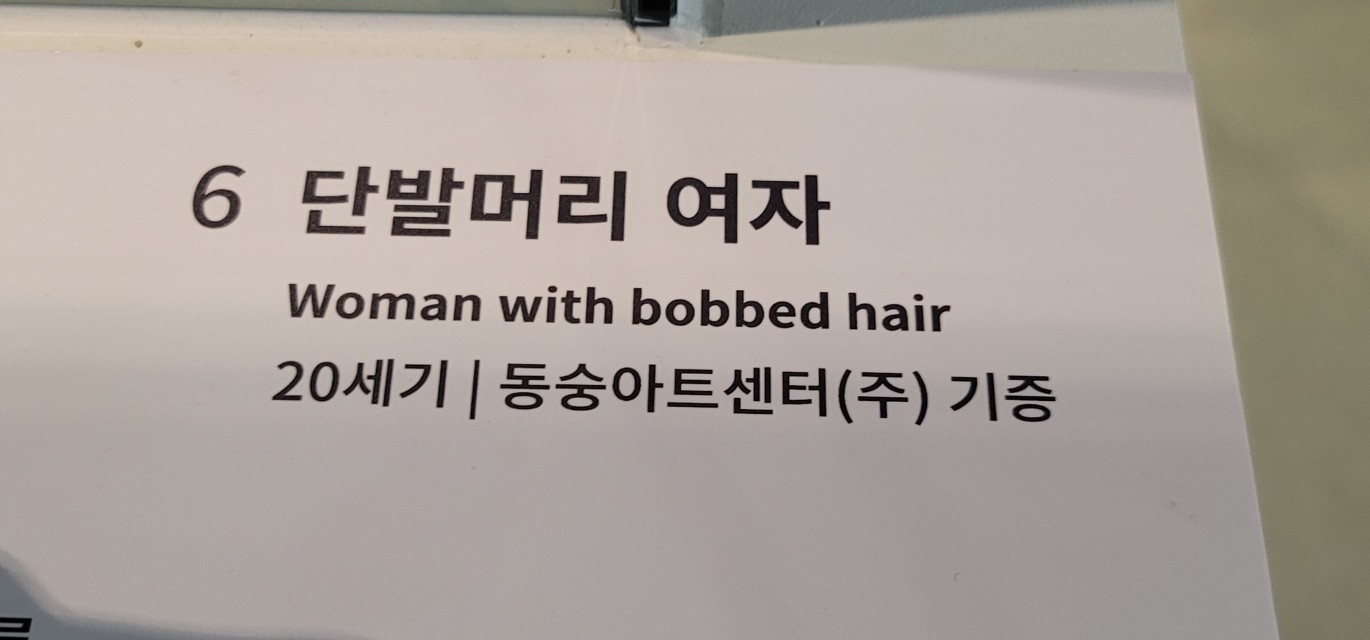 6 단발머리 여자
Woman with bobbed hair
20세기 | 동숭아트센터(주) 기증